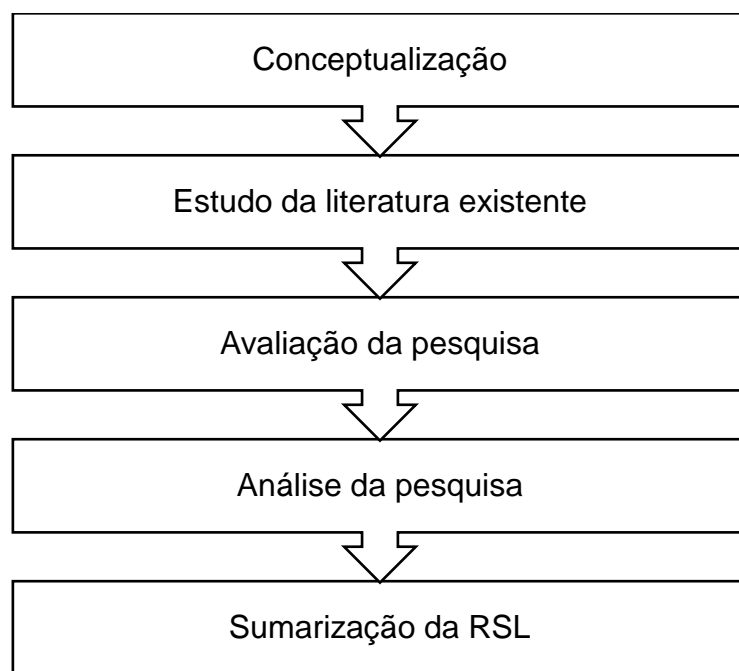 Conceptualização
Estudo da literatura existente
Avaliação da pesquisa
Análise da pesquisa
Sumarização da RSL